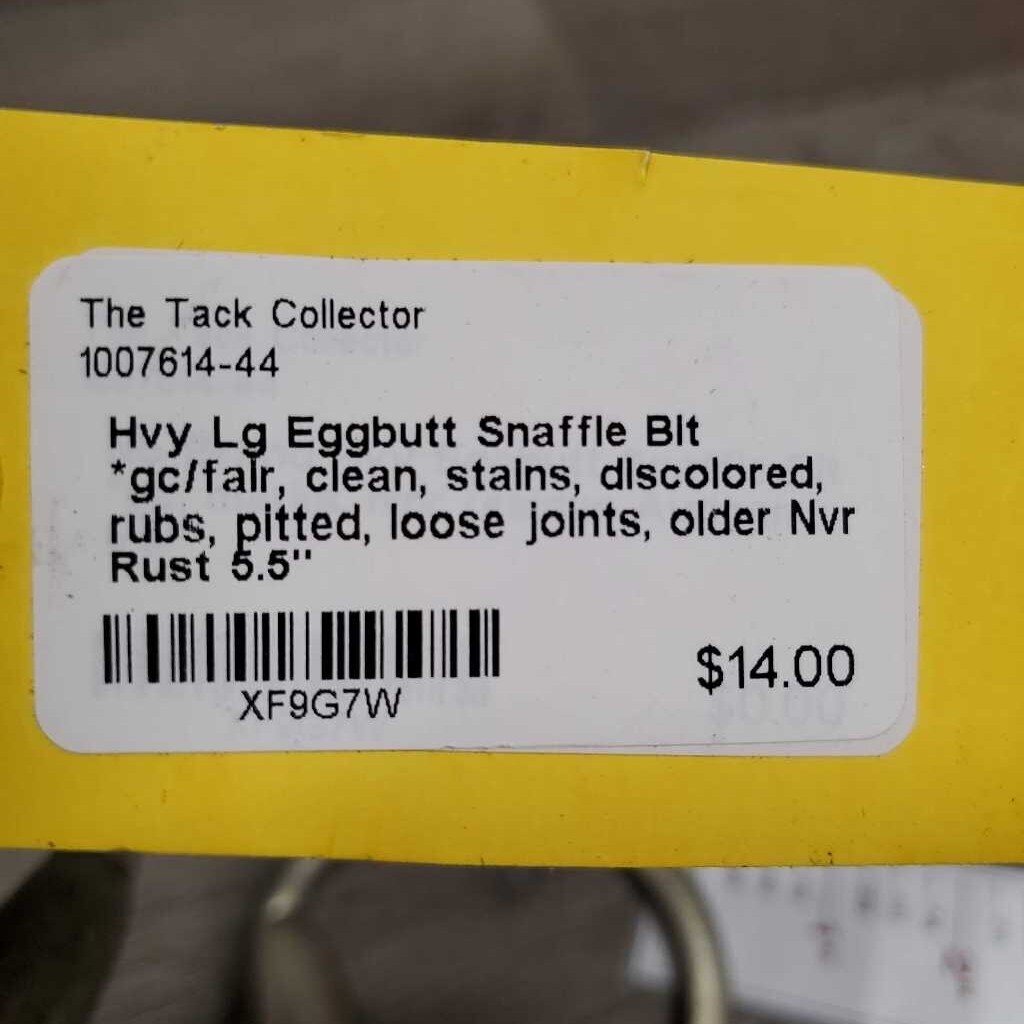 The Tack Collector
1007614-44
Hvy Lg Eggbutt Snaffle Bit
*gc/fair, clean, stains, discolored,
rubs, pitted, loose joints, older Nvr
Rust 5.5"
XF9G7W
$14.00